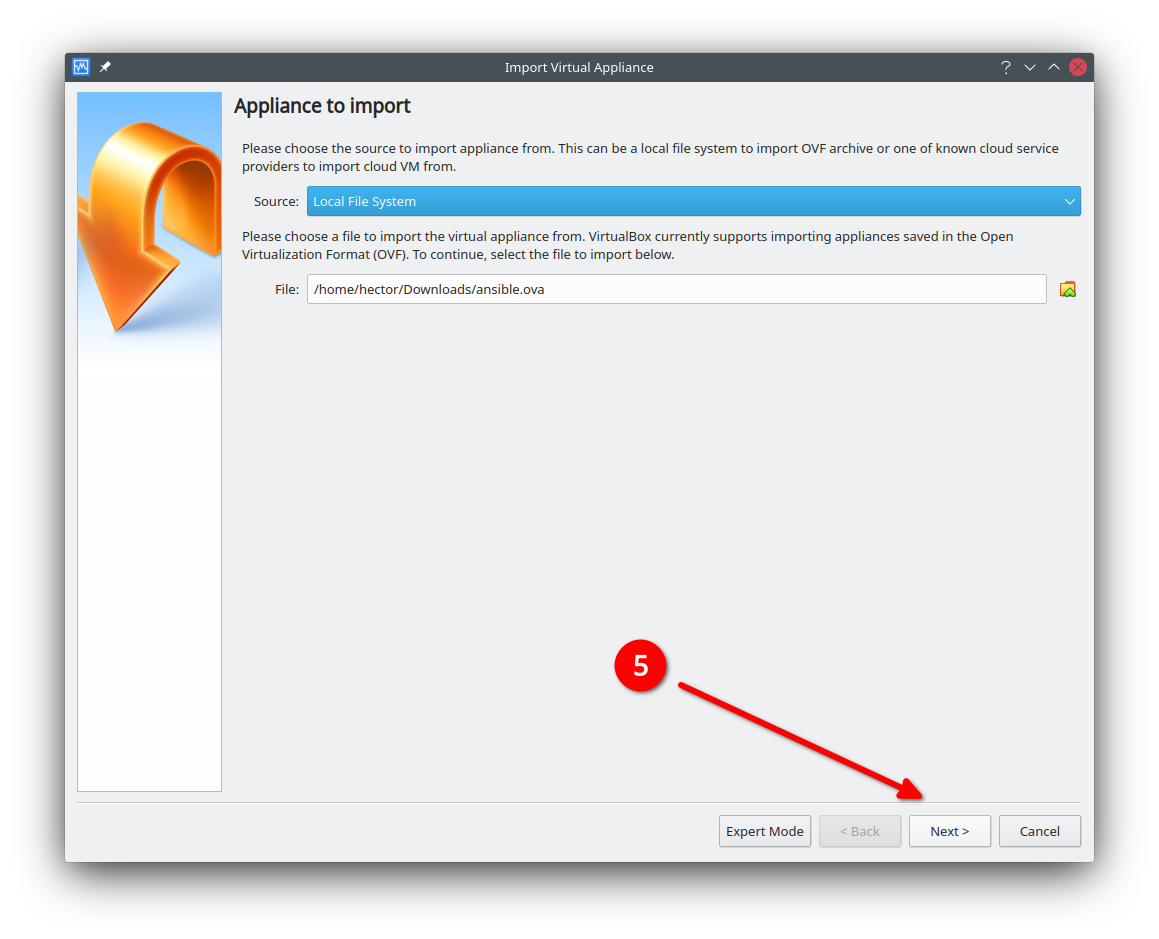 Import Virtual Appliance
Appliance to import
Please choose the source to import appliance from. This can be a local file system to import OVF archive or one of known cloud service
providers to import cloud VM from.
Source: Local File System
Please choose a file to import the virtual appliance from. VirtualBox currently supports importing appliances saved in the Open
Virtualization Format (OVF). To continue, select the file to import below.
File: /home/hector/Downloads/ansible.ova
5
Expert Mode < Back Next > Cancel